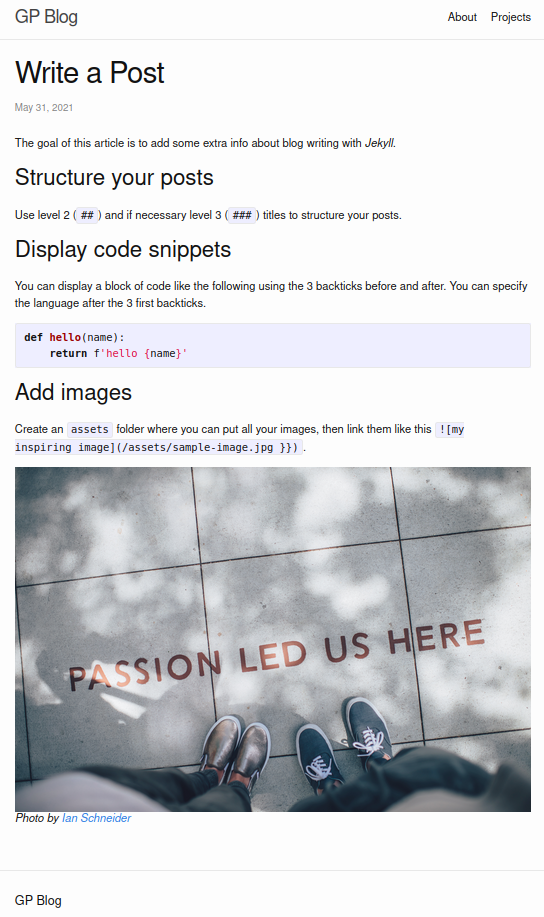 GP Blog
About Projects
Write a Post
May 31, 2021
The goal of this article is to add some extra info about blog writing with Jekyll.
Structure your posts
Use level 2 ( ## ) and if necessary level 3 ( ### ) titles to structure your posts.
Display code snippets
You can display a block of code like the following using the 3 backticks before and after. You can specify
the language after the 3 first backticks.
def hello(name):
    return f'hello {name}'
Add images
Create an assets folder where you can put all your images, then link them like this ![my
inspiring image](/assets/sample-image.jpg }}) .
PASSION LED US HERE
Photo by Ian Schneider
GP Blog